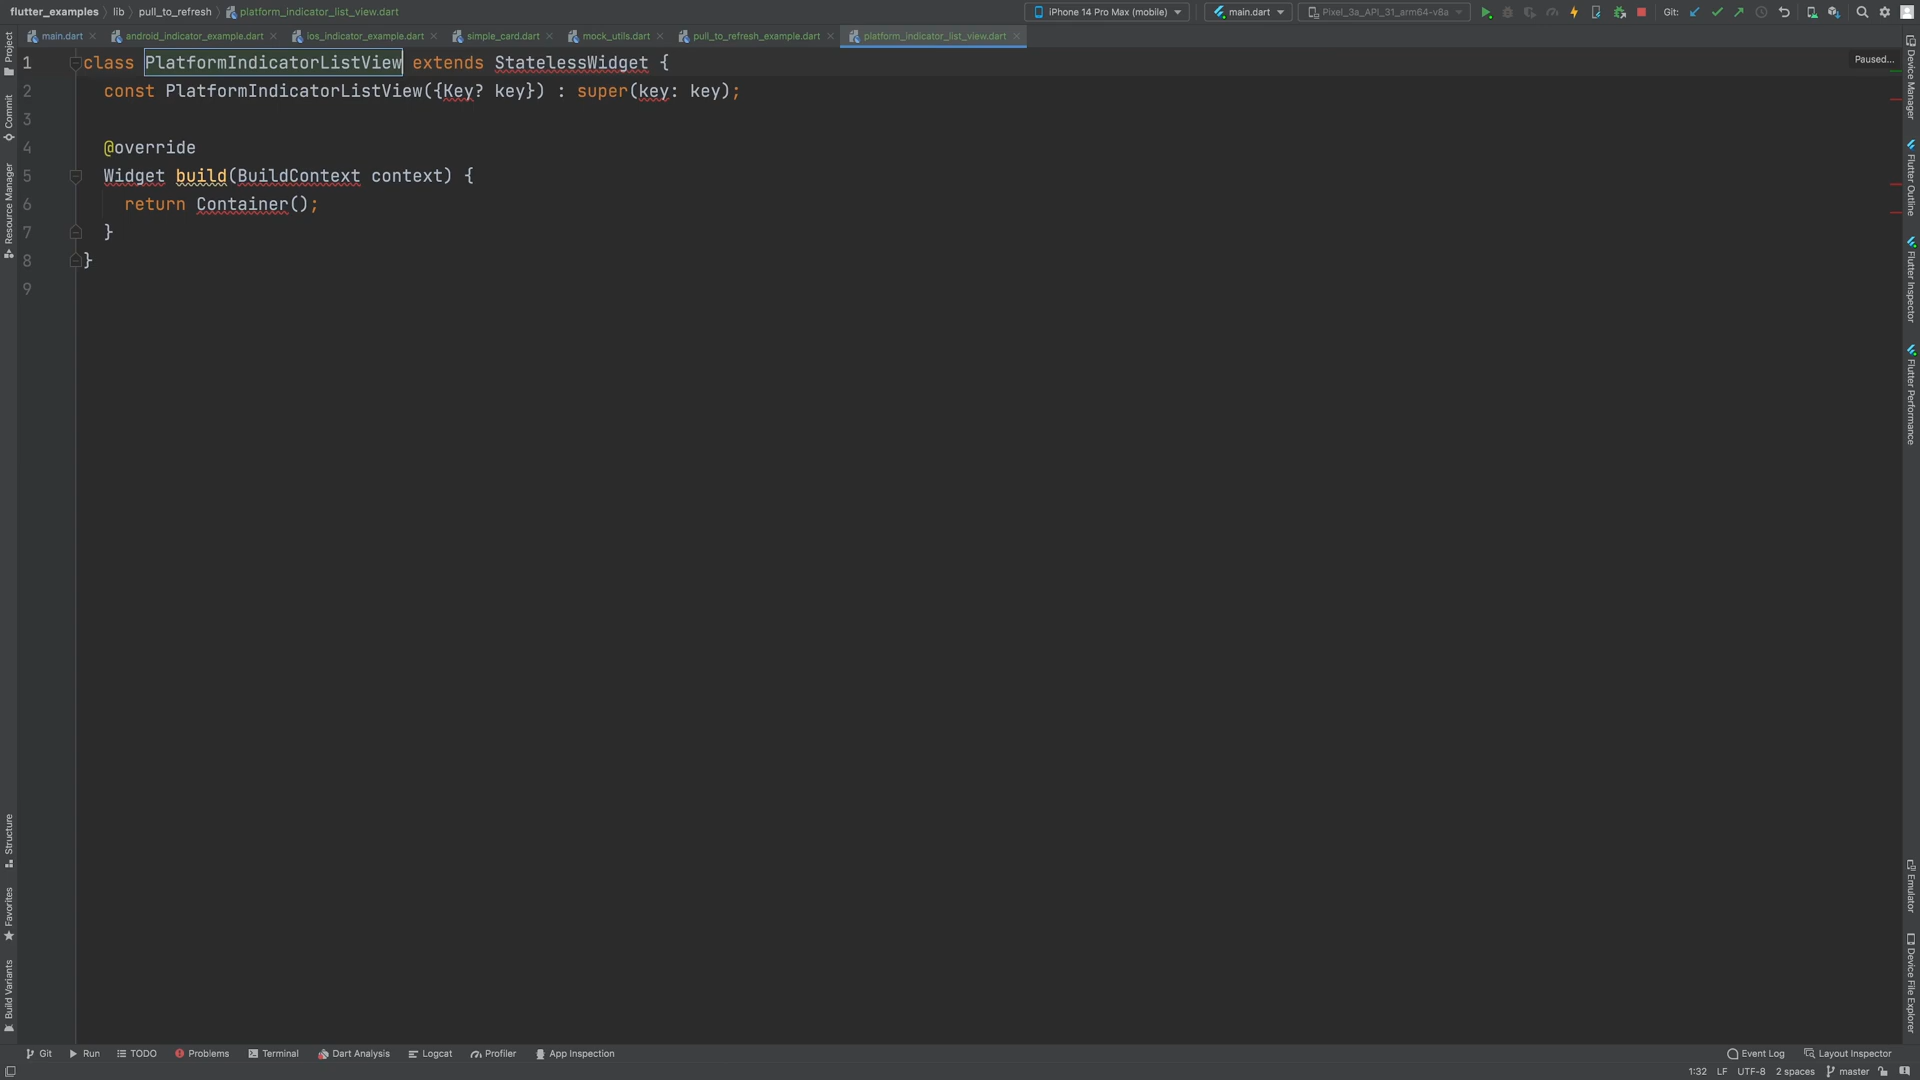 flutter_examples lib pull_to_refresh platform_indicator_list_view.dart
iPhone 14 Pro Max (mobile) main.dart Pixel_3a_API_31_arm64-v8a Git:
main.dart android_indicator_example.dart ios_indicator_example.dart simple_card.dart mock_utils.dart pull_to_refresh_example.dart platform_indicator_list_view.dart
Paused...
1 class PlatformIndicatorListView extends StatelessWidget {
2 const PlatformIndicatorListView({Key? key}) : super(key: key);
3
4 @override
5 Widget build(BuildContext context) {
6 return Container();
7 }
8 }
9
Project
Commit
Resource Manager
Structure
Favorites
Build Variants
Device Manager
Flutter Outline
Flutter Inspector
Flutter Performance
Emulator
Device File Explorer
Git Run TODO Problems Terminal Dart Analysis Logcat Profiler App Inspection Event Log Layout Inspector
1:32 LF UTF-8 2 spaces master